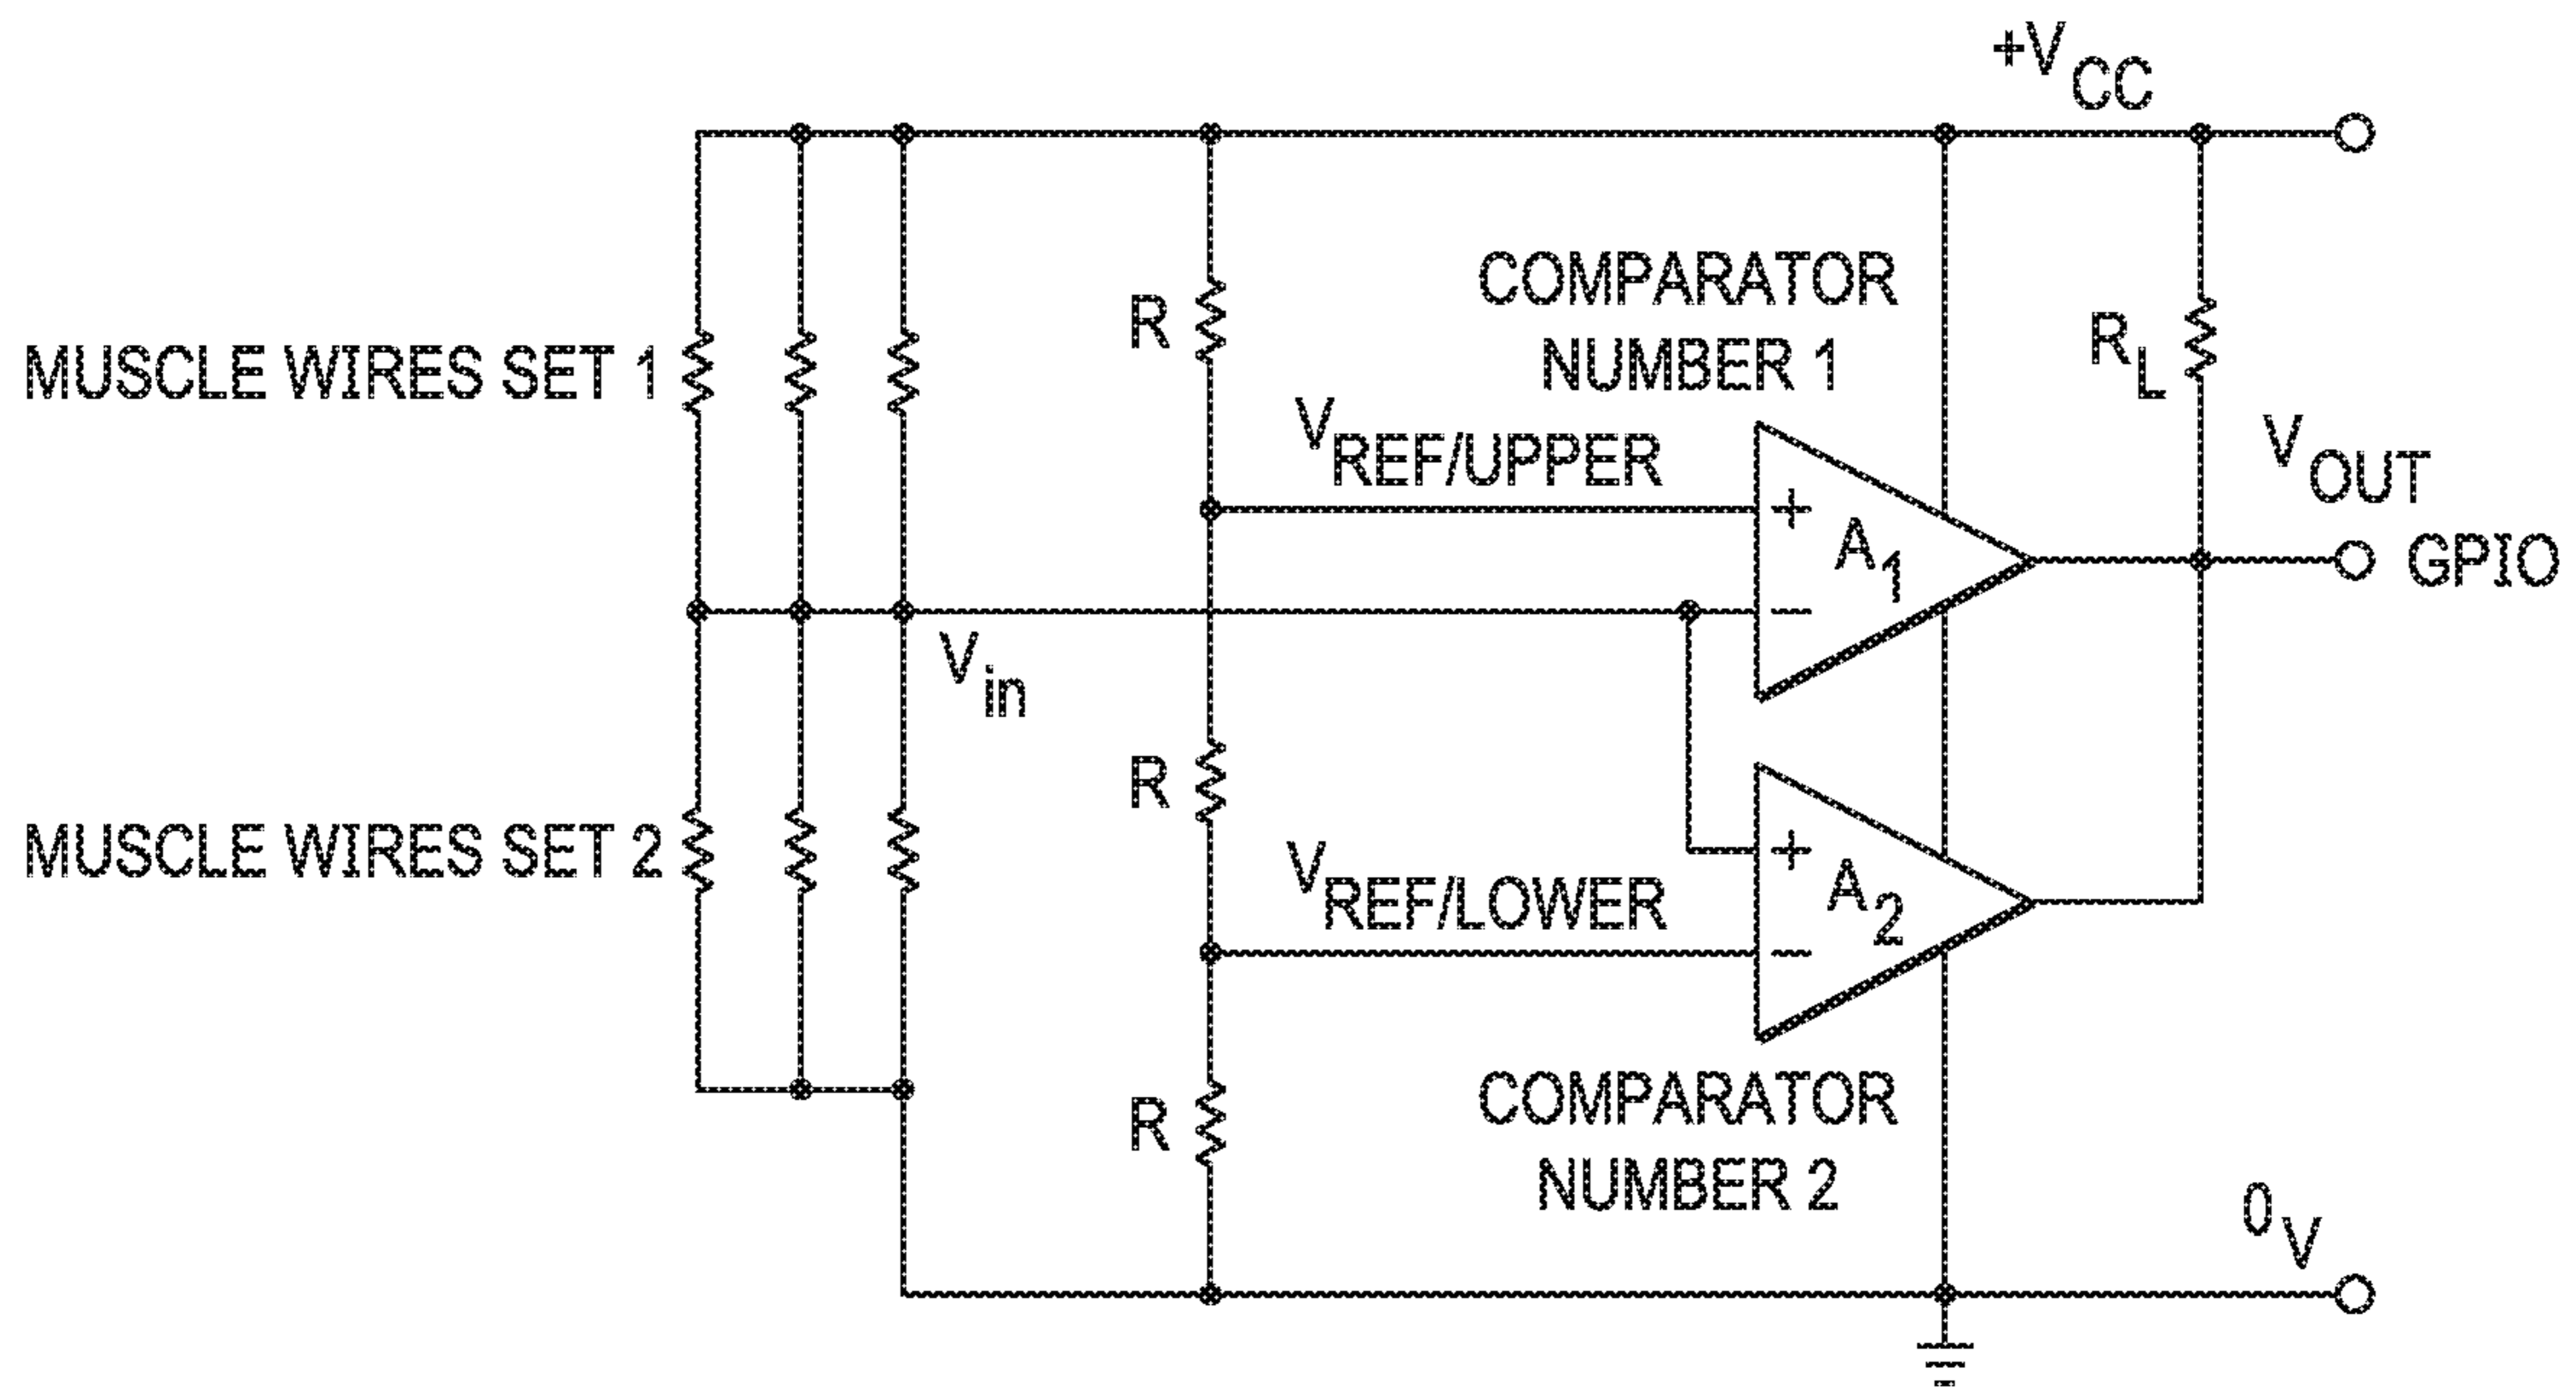 +VCC
MUSCLE WIRES SET 1
R
COMPARATOR
NUMBER 1
RL
VREF/UPPER
+
A1
−
VOUT
GPIO
Vin
MUSCLE WIRES SET 2
R
VREF/LOWER
+
A2
−
R
COMPARATOR
NUMBER 2
0V